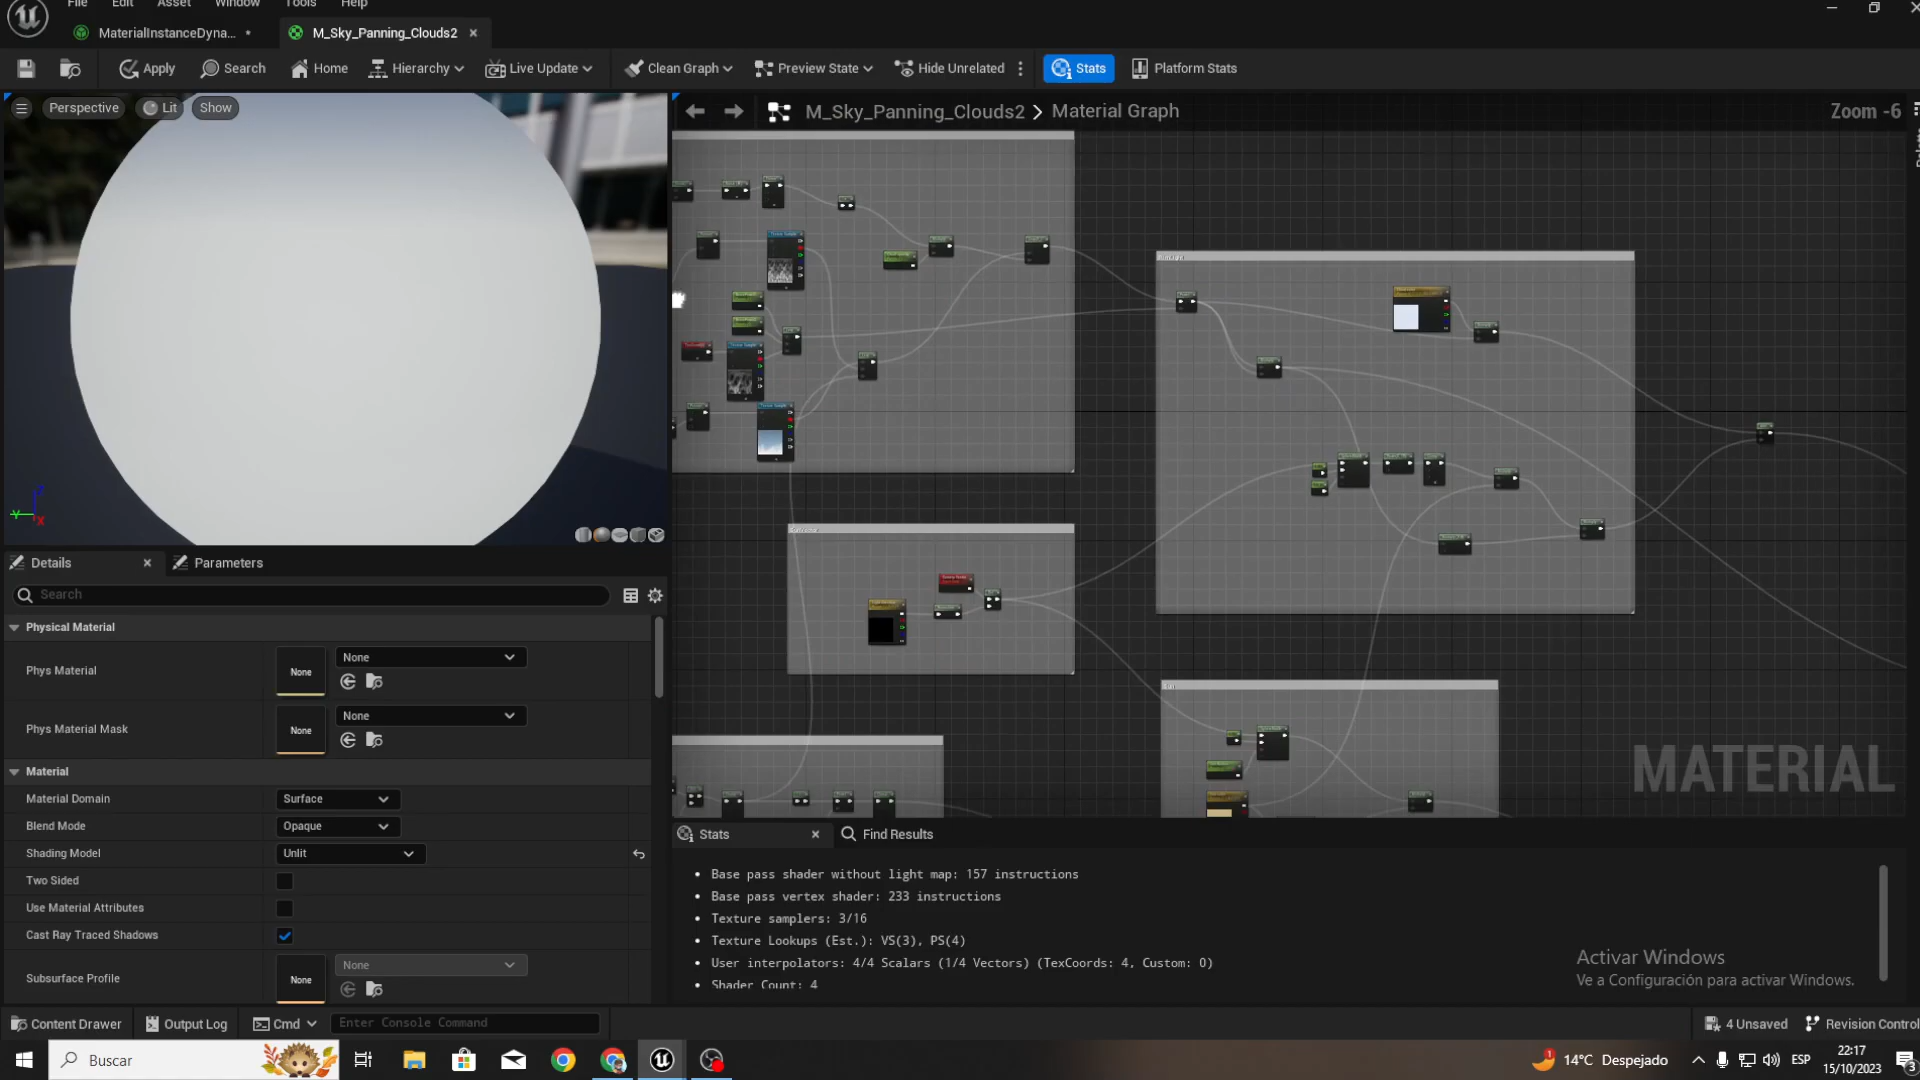 File Edit Asset Window Tools Help
MaterialInstanceDyna... •
M_Sky_Panning_Clouds2
Apply Search Home Hierarchy Live Update Clean Graph Preview State Hide Unrelated Stats Platform Stats
Perspective Lit Show
M_Sky_Panning_Clouds2 > Material Graph
Zoom -6
MATERIAL
Details
Parameters
Search
Physical Material
Phys Material
None
None
Phys Material Mask
None
None
Material
Material Domain
Surface
Blend Mode
Opaque
Shading Model
Unlit
Two Sided
Use Material Attributes
Cast Ray Traced Shadows
Subsurface Profile
None
None
Stats
Find Results
• Base pass shader without light map: 157 instructions
• Base pass vertex shader: 233 instructions
• Texture samplers: 3/16
• Texture Lookups (Est.): VS(3), PS(4)
• User interpolators: 4/4 Scalars (1/4 Vectors) (TexCoords: 4, Custom: 0)
• Shader Count: 4
Activar Windows
Ve a Configuración para activar Windows.
Content Drawer Output Log Cmd Enter Console Command 4 Unsaved Revision Control
Buscar
14°C Despejado
ESP
22:17
15/10/2023
3